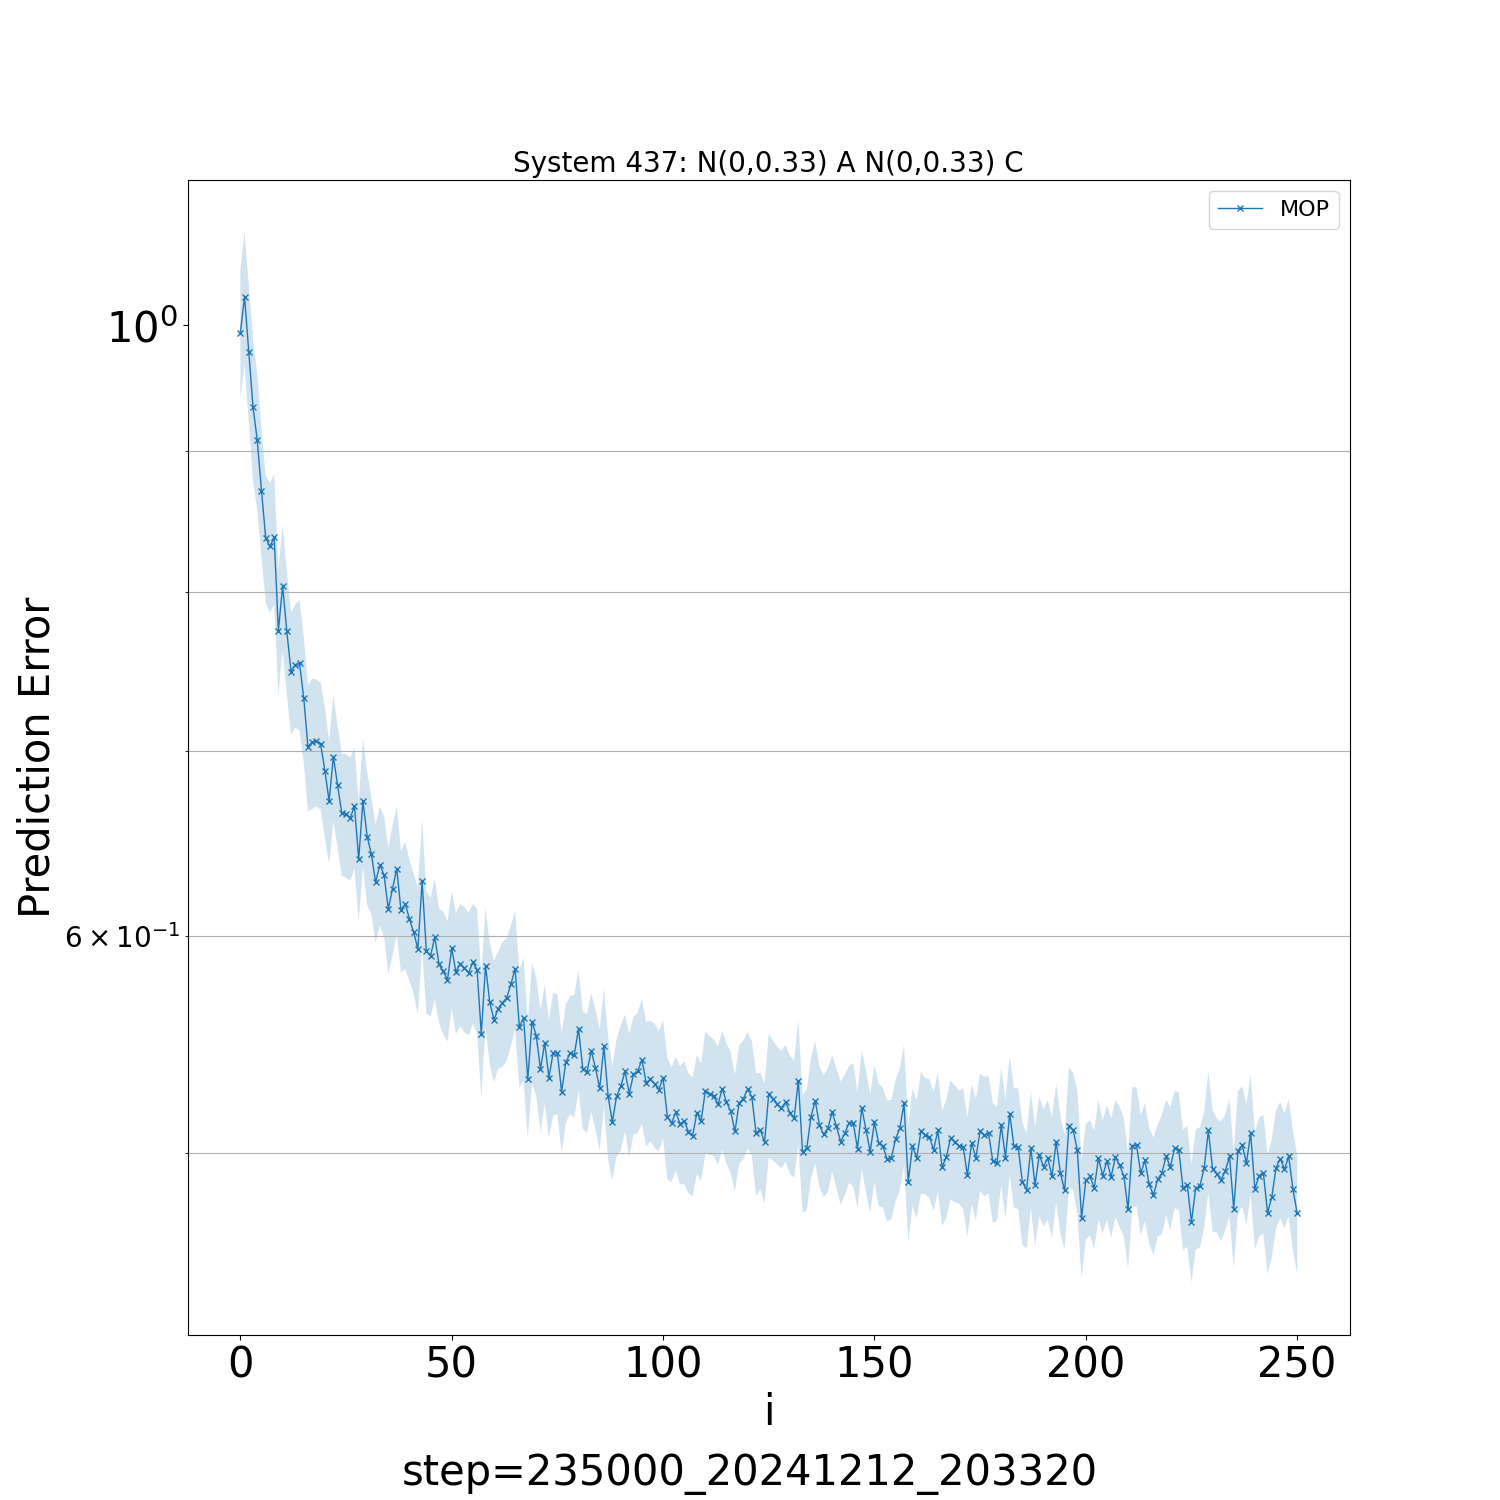 System 437: N(0,0.33) A N(0,0.33) C
MOP
10⁰
6 × 10⁻¹
Prediction Error
0 50 100 150 200 250
i
step=235000_20241212_203320